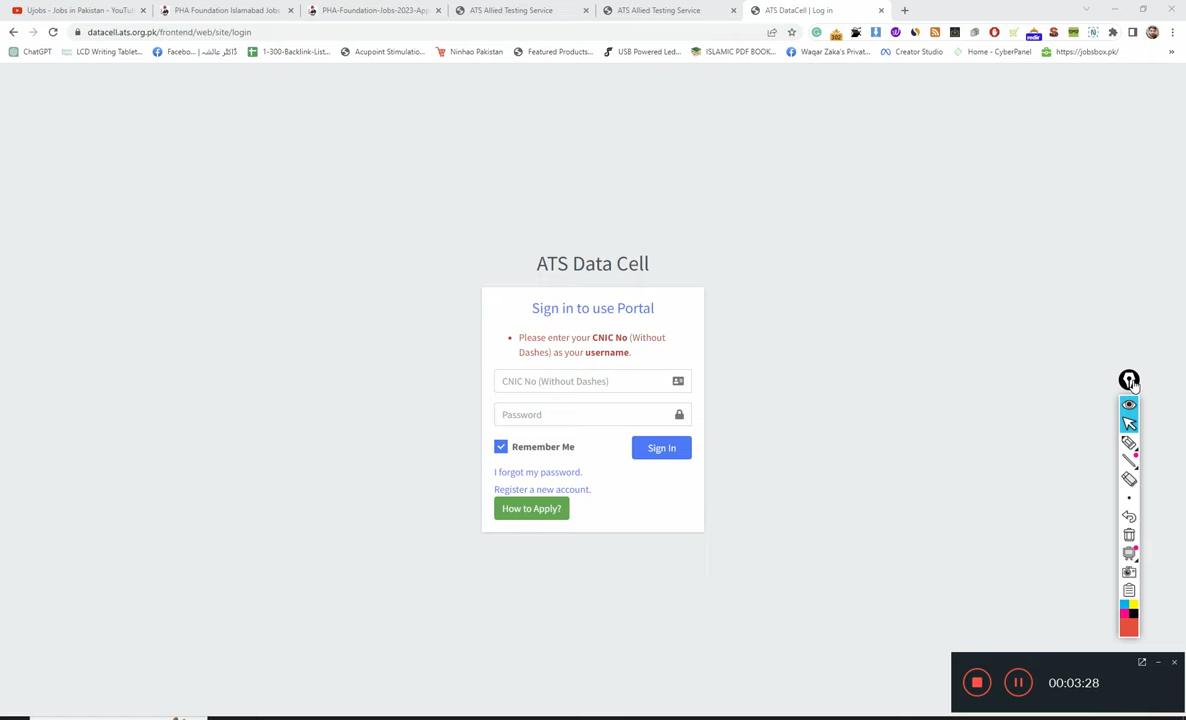 Ujobs - Jobs in Pakistan - YouTu
PHA Foundation Islamabad Jobs
PHA-Foundation-Jobs-2023-App
ATS Allied Testing Service
ATS Allied Testing Service
ATS DataCell | Log in
datacell.ats.org.pk/frontend/web/site/login
ChatGPT
LCD Writing Tablet...
Facebo... | ڈاکٹر عائشہ
1-300-Backlink-List...
Acupoint Stimulatio...
Ninhao Pakistan
Featured Products...
USB Powered Led...
ISLAMIC PDF BOOK...
Waqar Zaka's Privat...
Creator Studio
Home - CyberPanel
https://jobsbox.pk/
ATS Data Cell
Sign in to use Portal
Please enter your CNIC No (Without
Dashes) as your username.
CNIC No (Without Dashes)
Password
Remember Me
Sign In
I forgot my password.
Register a new account.
How to Apply?
00:03:28